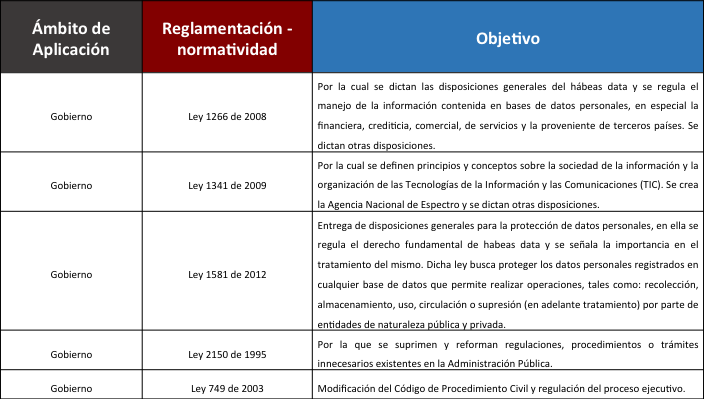 Ámbito de
Aplicación
Reglamentación -
normatividad
Objetivo
Gobierno
Ley 1266 de 2008
Por la cual se dictan las disposiciones generales del hábeas data y se regula el
manejo de la información contenida en bases de datos personales, en especial la
financiera, crediticia, comercial, de servicios y la proveniente de terceros países. Se
dictan otras disposiciones.
Gobierno
Ley 1341 de 2009
Por la cual se definen principios y conceptos sobre la sociedad de la información y la
organización de las Tecnologías de la Información y las Comunicaciones (TIC). Se crea
la Agencia Nacional de Espectro y se dictan otras disposiciones.
Gobierno
Ley 1581 de 2012
Entrega de disposiciones generales para la protección de datos personales, en ella se
regula el derecho fundamental de habeas data y se señala la importancia en el
tratamiento del mismo. Dicha ley busca proteger los datos personales registrados en
cualquier base de datos que permite realizar operaciones, tales como: recolección,
almacenamiento, uso, circulación o supresión (en adelante tratamiento) por parte de
entidades de naturaleza pública y privada.
Gobierno
Ley 2150 de 1995
Por la que se suprimen y reforman regulaciones, procedimientos o trámites
innecesarios existentes en la Administración Pública.
Gobierno
Ley 749 de 2003
Modificación del Código de Procedimiento Civil y regulación del proceso ejecutivo.